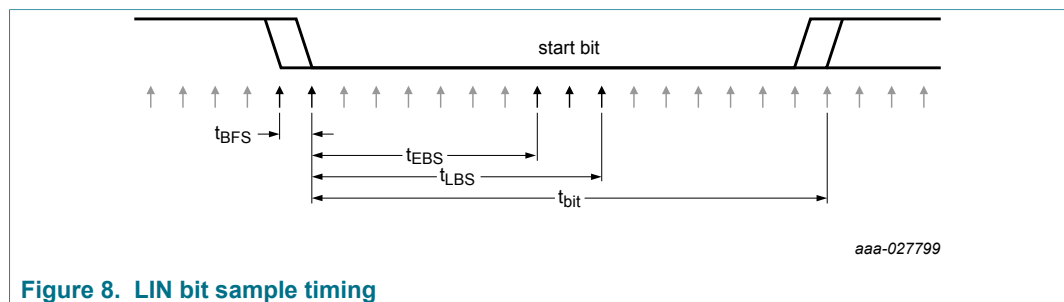 start bit
tBFS
tEBS
tLBS
tbit
aaa-027799
Figure 8. LIN bit sample timing